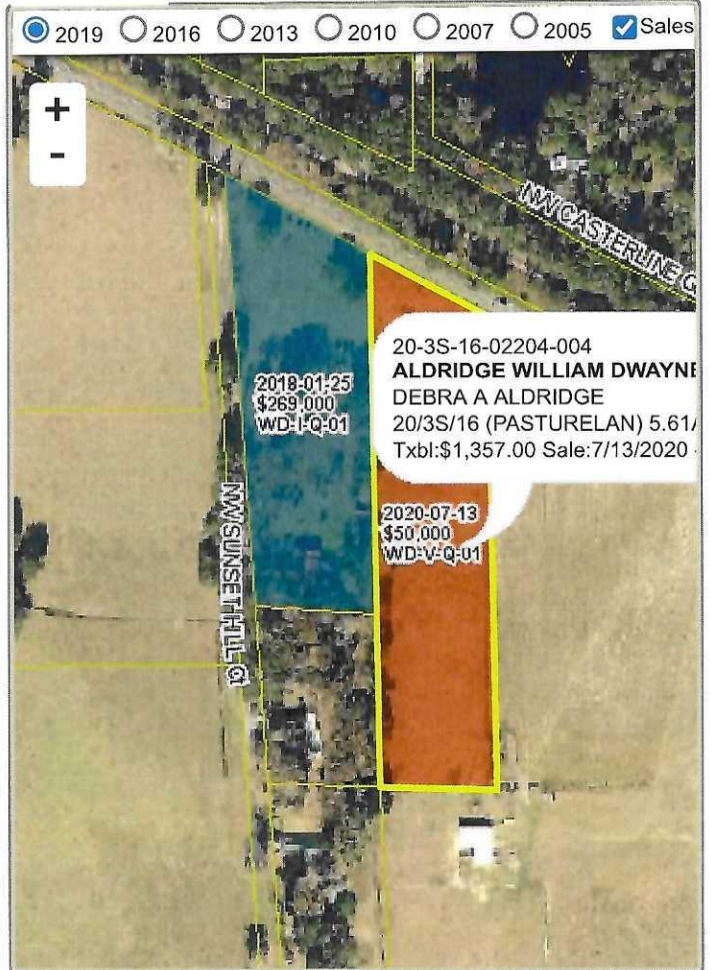 2019 2016 2013 2010 2007 2005 Sales
+
-
NW CASTERLINE G
20-3S-16-02204-004
ALDRIDGE WILLIAM DWAYNE
DEBRA A ALDRIDGE
20/3S/16 (PASTURELAN) 5.61A
Txbl:$1,357.00 Sale:7/13/2020 -
2018-01-25
$269,000
WD-I-Q-01
2020-07-13
$50,000
WD-V-Q-01
NW SUNSET HILL Ct